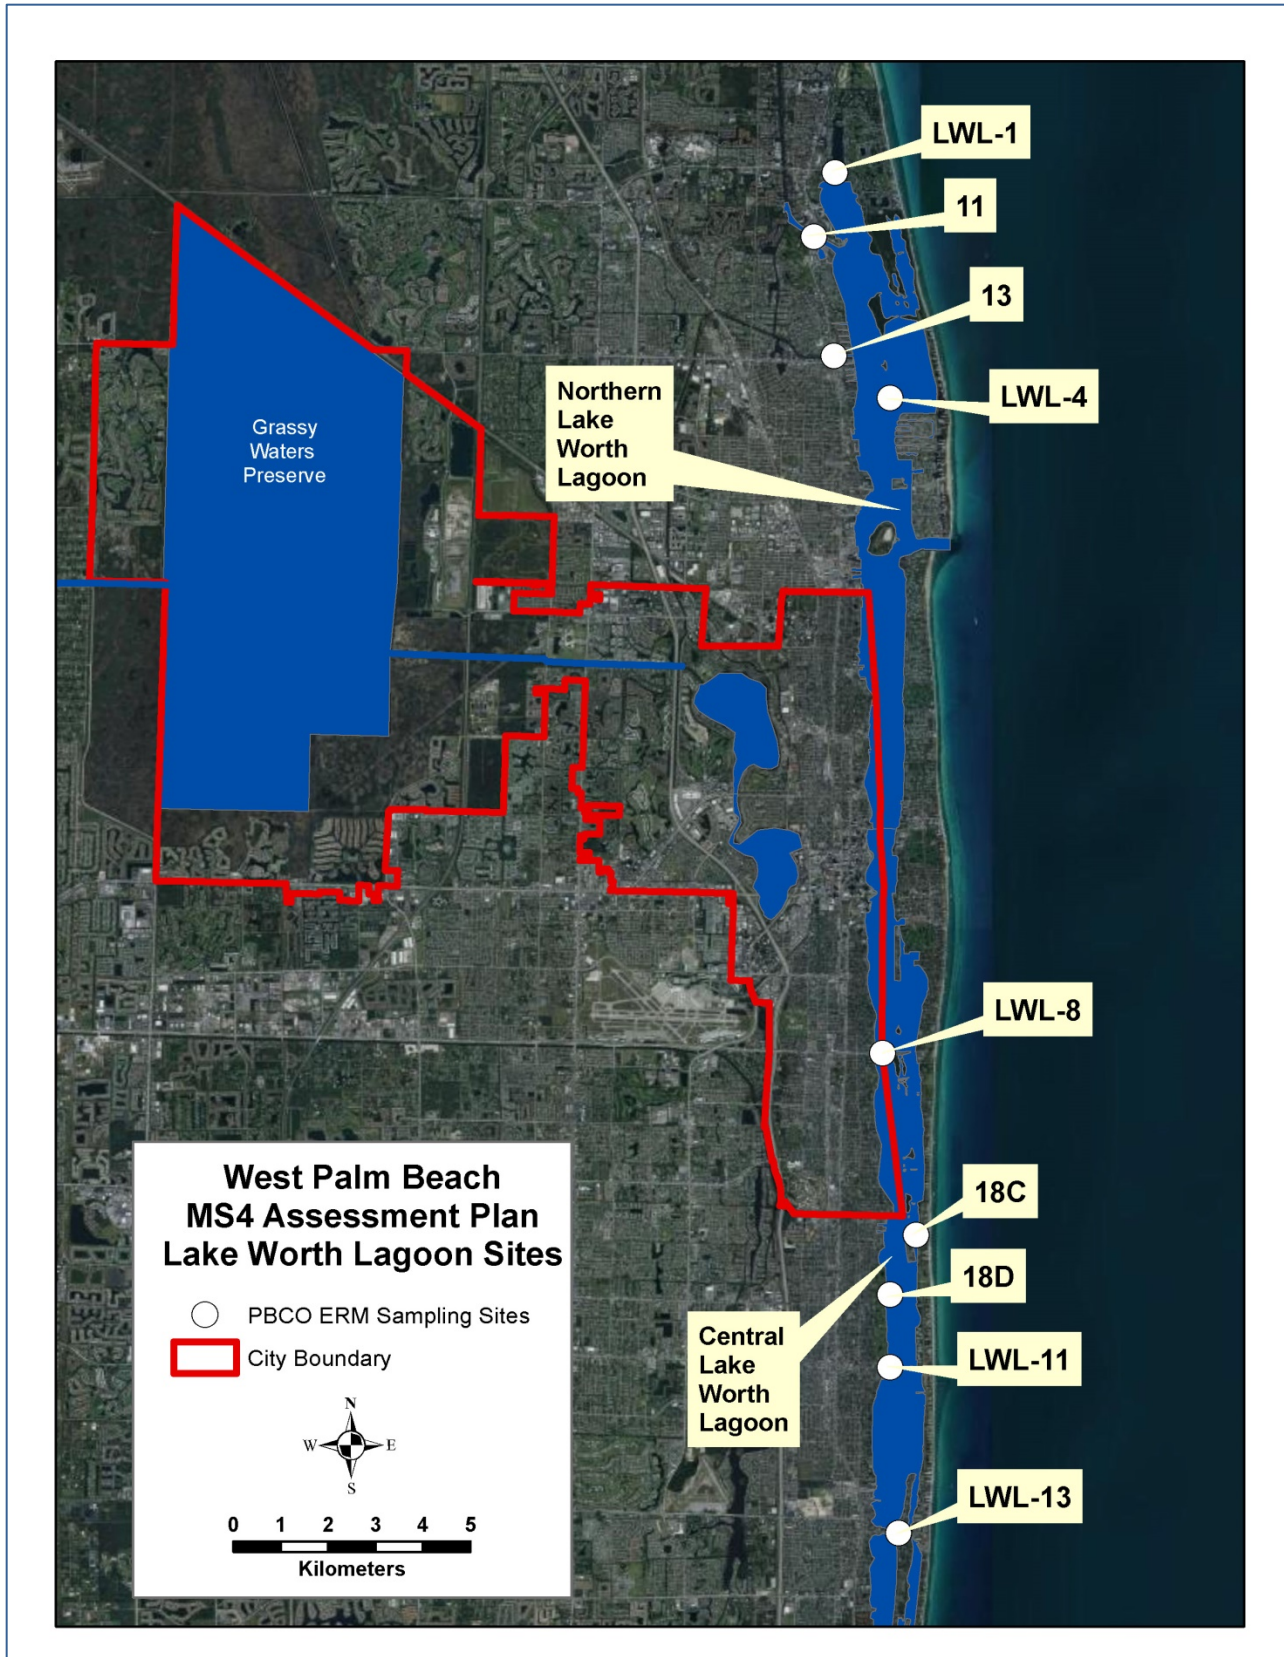 LWL-1
11
13
LWL-4
Northern
Lake
Worth
Lagoon
Grassy
Waters
Preserve
LWL-8
18C
18D
LWL-11
Central
Lake
Worth
Lagoon
LWL-13
West Palm Beach
MS4 Assessment Plan
Lake Worth Lagoon Sites
PBCO ERM Sampling Sites
City Boundary
N
W E
S
0 1 2 3 4 5
Kilometers